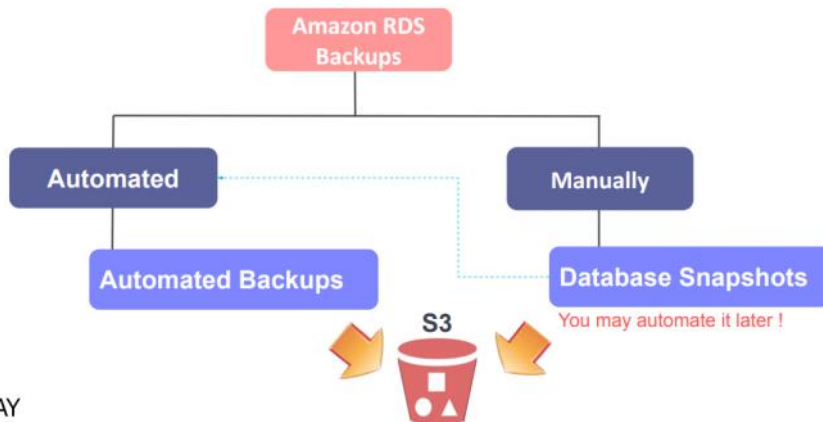 Amazon RDS
Backups
Automated
Manually
Automated Backups
Database Snapshots
You may automate it later !
S3
AY